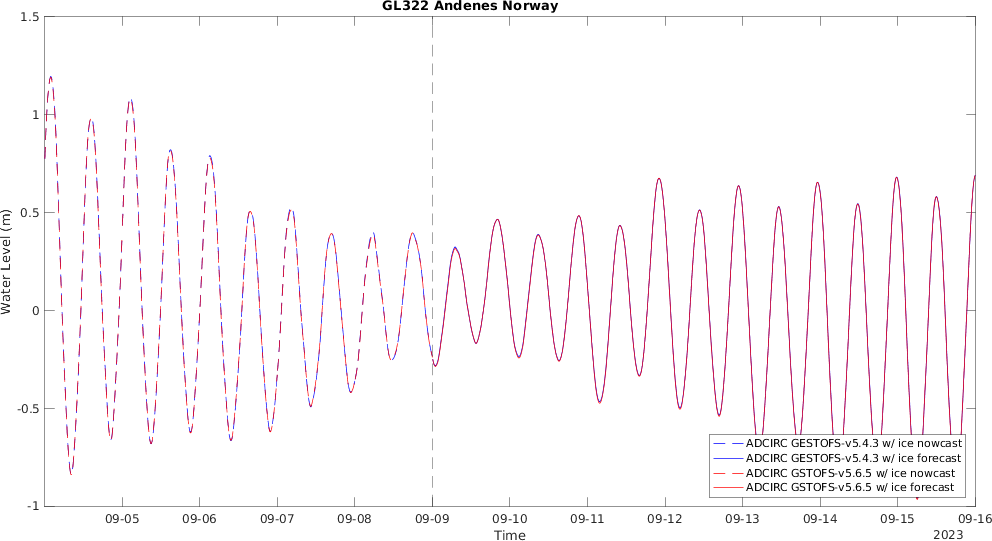 GL322 Andenes Norway
1.5
1
0.5
0
-0.5
-1
Water Level (m)
ADCIRC GESTOFS-v5.4.3 w/ ice nowcast
ADCIRC GESTOFS-v5.4.3 w/ ice forecast
ADCIRC GSTOFS-v5.6.5 w/ ice nowcast
ADCIRC GSTOFS-v5.6.5 w/ ice forecast
09-05 09-06 09-07 09-08 09-09 09-10 09-11 09-12 09-13 09-14 09-15 09-16
Time
2023